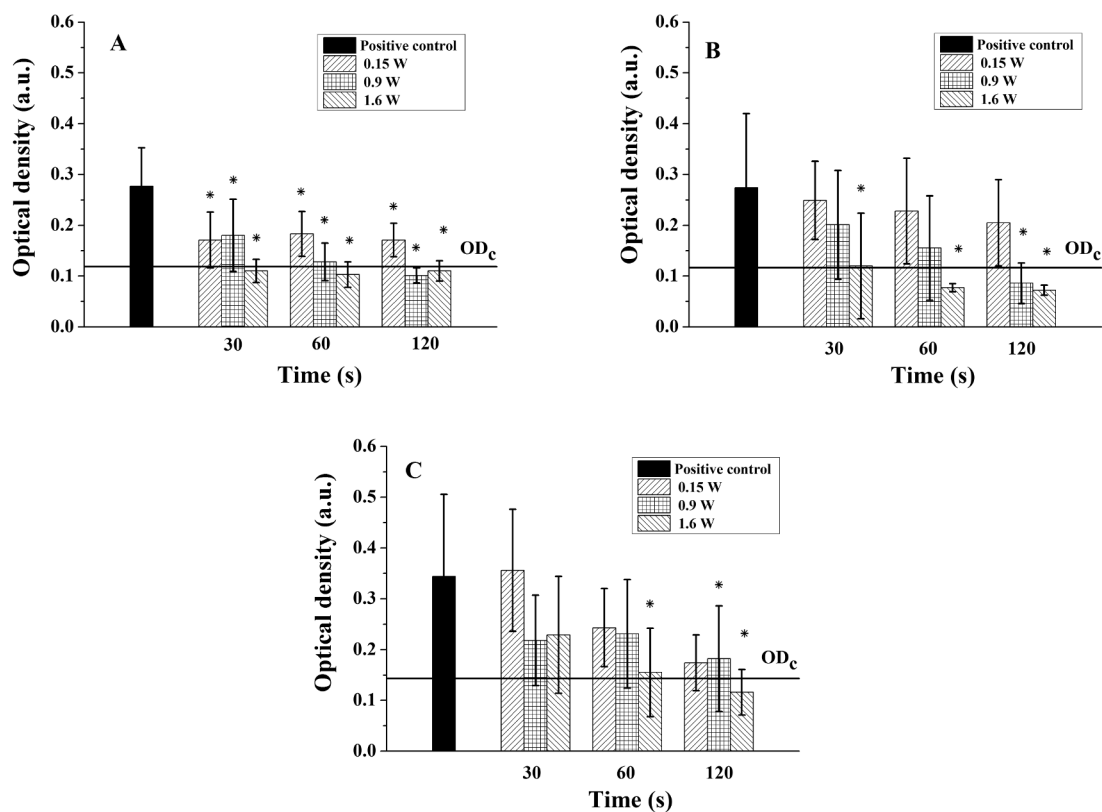 A
Optical density (a.u.)
0.6
0.5
0.4
0.3
0.2
0.1
0.0
Positive control
0.15 W
0.9 W
1.6 W
* * * * * * * * *
ODc
30 60 120
Time (s)
B
Optical density (a.u.)
0.6
0.5
0.4
0.3
0.2
0.1
0.0
Positive control
0.15 W
0.9 W
1.6 W
* * * *
ODc
30 60 120
Time (s)
C
Optical density (a.u.)
0.6
0.5
0.4
0.3
0.2
0.1
0.0
Positive control
0.15 W
0.9 W
1.6 W
* * *
ODc
30 60 120
Time (s)